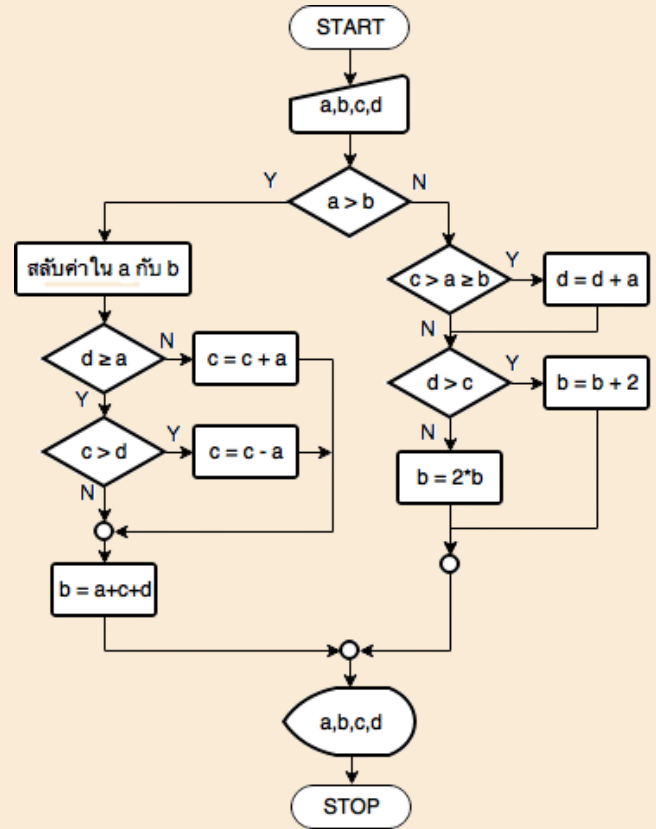 START
a,b,c,d
Y
N
a > b
สลับค่าใน a กับ b
c > a ≥ b
Y
d = d + a
N
d ≥ a
N
c = c + a
Y
d > c
Y
b = b + 2
N
c > d
Y
c = c - a
N
b = 2*b
b = a+c+d
a,b,c,d
STOP